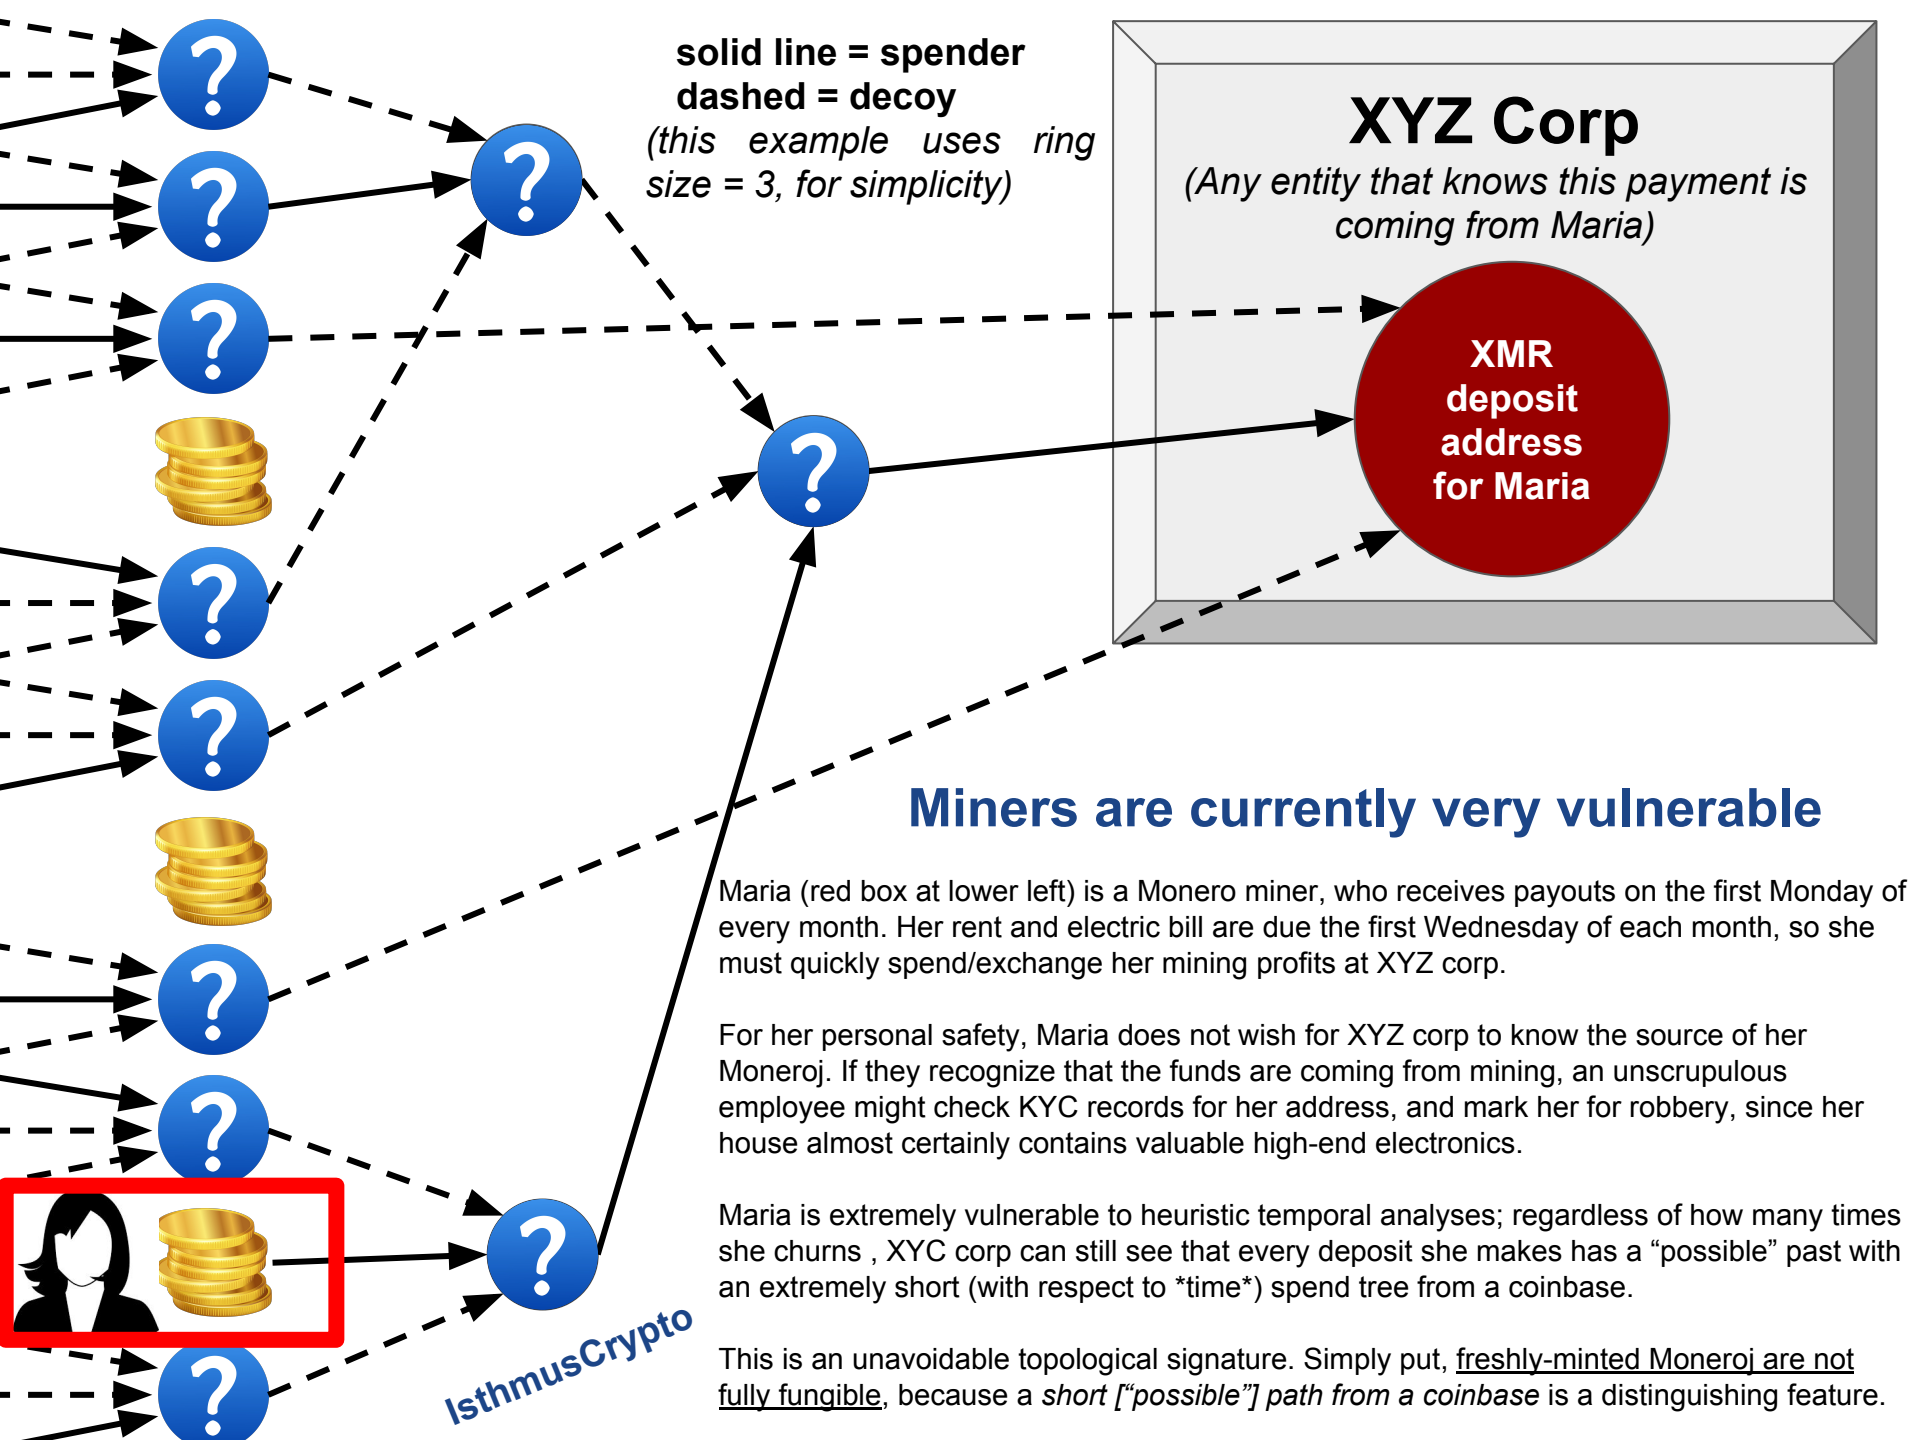 solid line = spender
dashed = decoy
(this example uses ring
size = 3, for simplicity)
XYZ Corp
(Any entity that knows this payment is
coming from Maria)
XMR
deposit
address
for Maria
Miners are currently very vulnerable
Maria (red box at lower left) is a Monero miner, who receives payouts on the first Monday of
every month. Her rent and electric bill are due the first Wednesday of each month, so she
must quickly spend/exchange her mining profits at XYZ corp.
For her personal safety, Maria does not wish for XYZ corp to know the source of her
Moneroj. If they recognize that the funds are coming from mining, an unscrupulous
employee might check KYC records for her address, and mark her for robbery, since her
house almost certainly contains valuable high-end electronics.
Maria is extremely vulnerable to heuristic temporal analyses; regardless of how many times
she churns , XYC corp can still see that every deposit she makes has a “possible” past with
an extremely short (with respect to *time*) spend tree from a coinbase.
This is an unavoidable topological signature. Simply put, freshly-minted Moneroj are not
fully fungible, because a short [“possible”] path from a coinbase is a distinguishing feature.
IsthmusCrypto
?
?
?
?
?
?
?
?
?
?
?